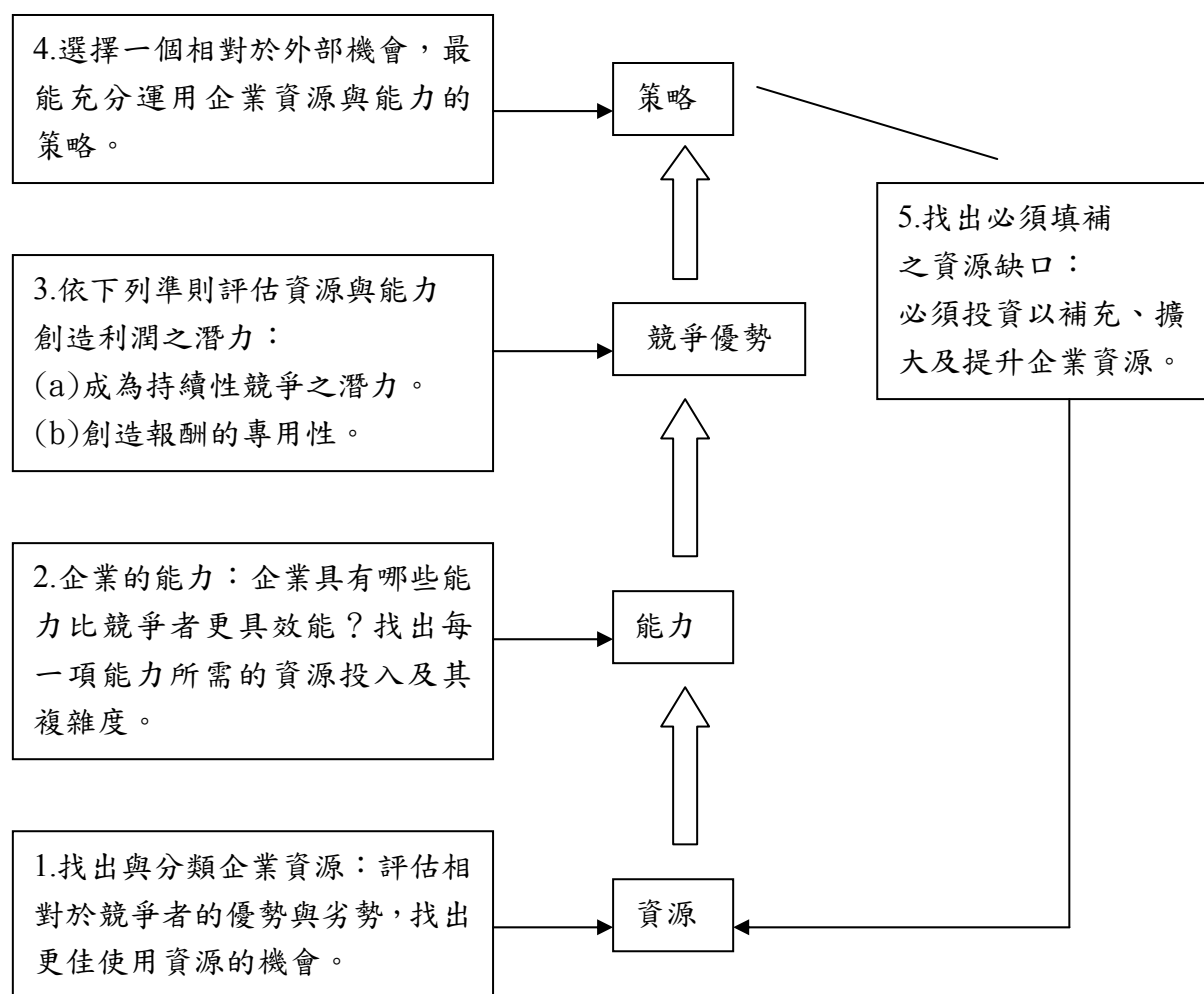 4.選擇一個相對於外部機會，最
能充分運用企業資源與能力的
策略。
策略
5.找出必須填補
之資源缺口：
必須投資以補充、擴
大及提升企業資源。
3.依下列準則評估資源與能力
創造利潤之潛力：
(a)成為持續性競爭之潛力。
(b)創造報酬的專用性。
競爭優勢
2.企業的能力：企業具有哪些能
力比競爭者更具效能？找出每
一項能力所需的資源投入及其
複雜度。
能力
1.找出與分類企業資源：評估相
對於競爭者的優勢與劣勢，找出
更佳使用資源的機會。
資源